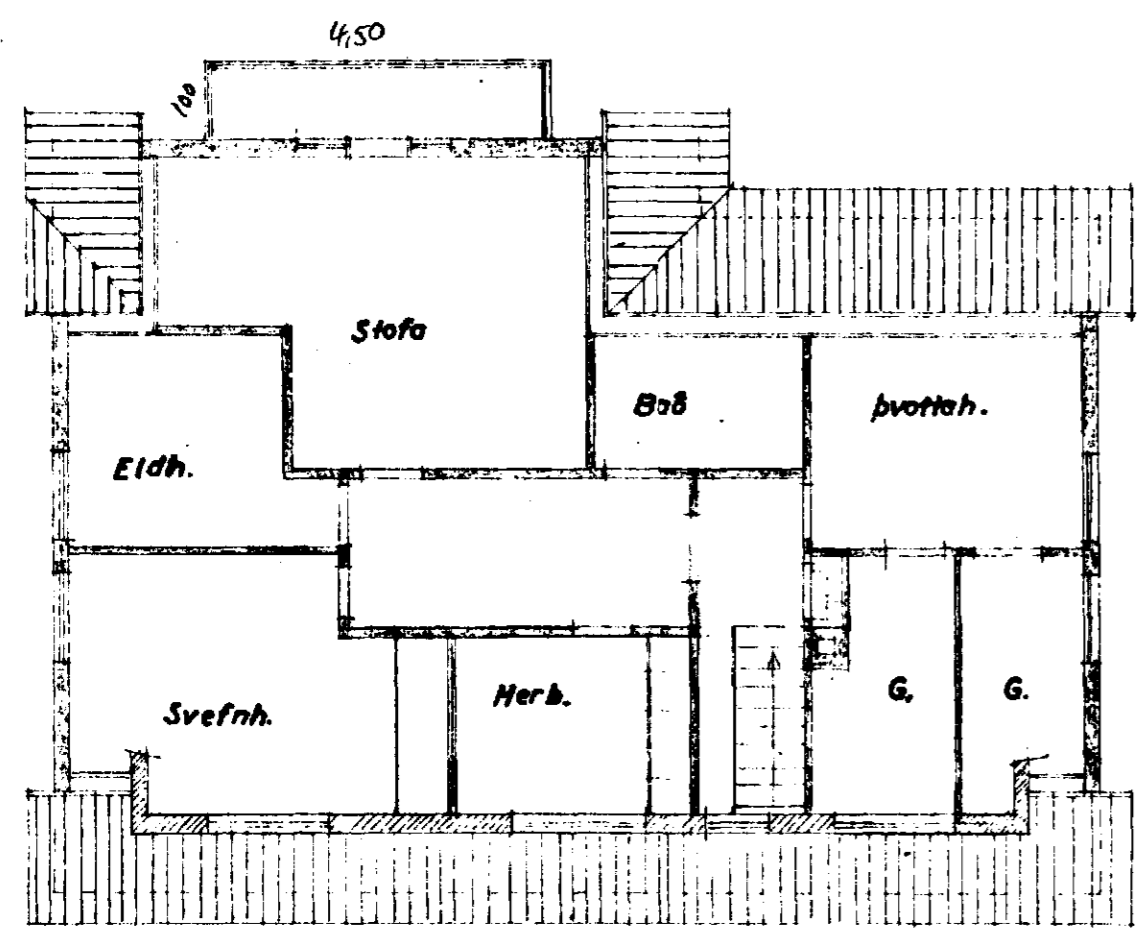 4,50
100
Stofa
Bað
þvottah.
Eldh.
Svefnh.
Herb.
G.
G.